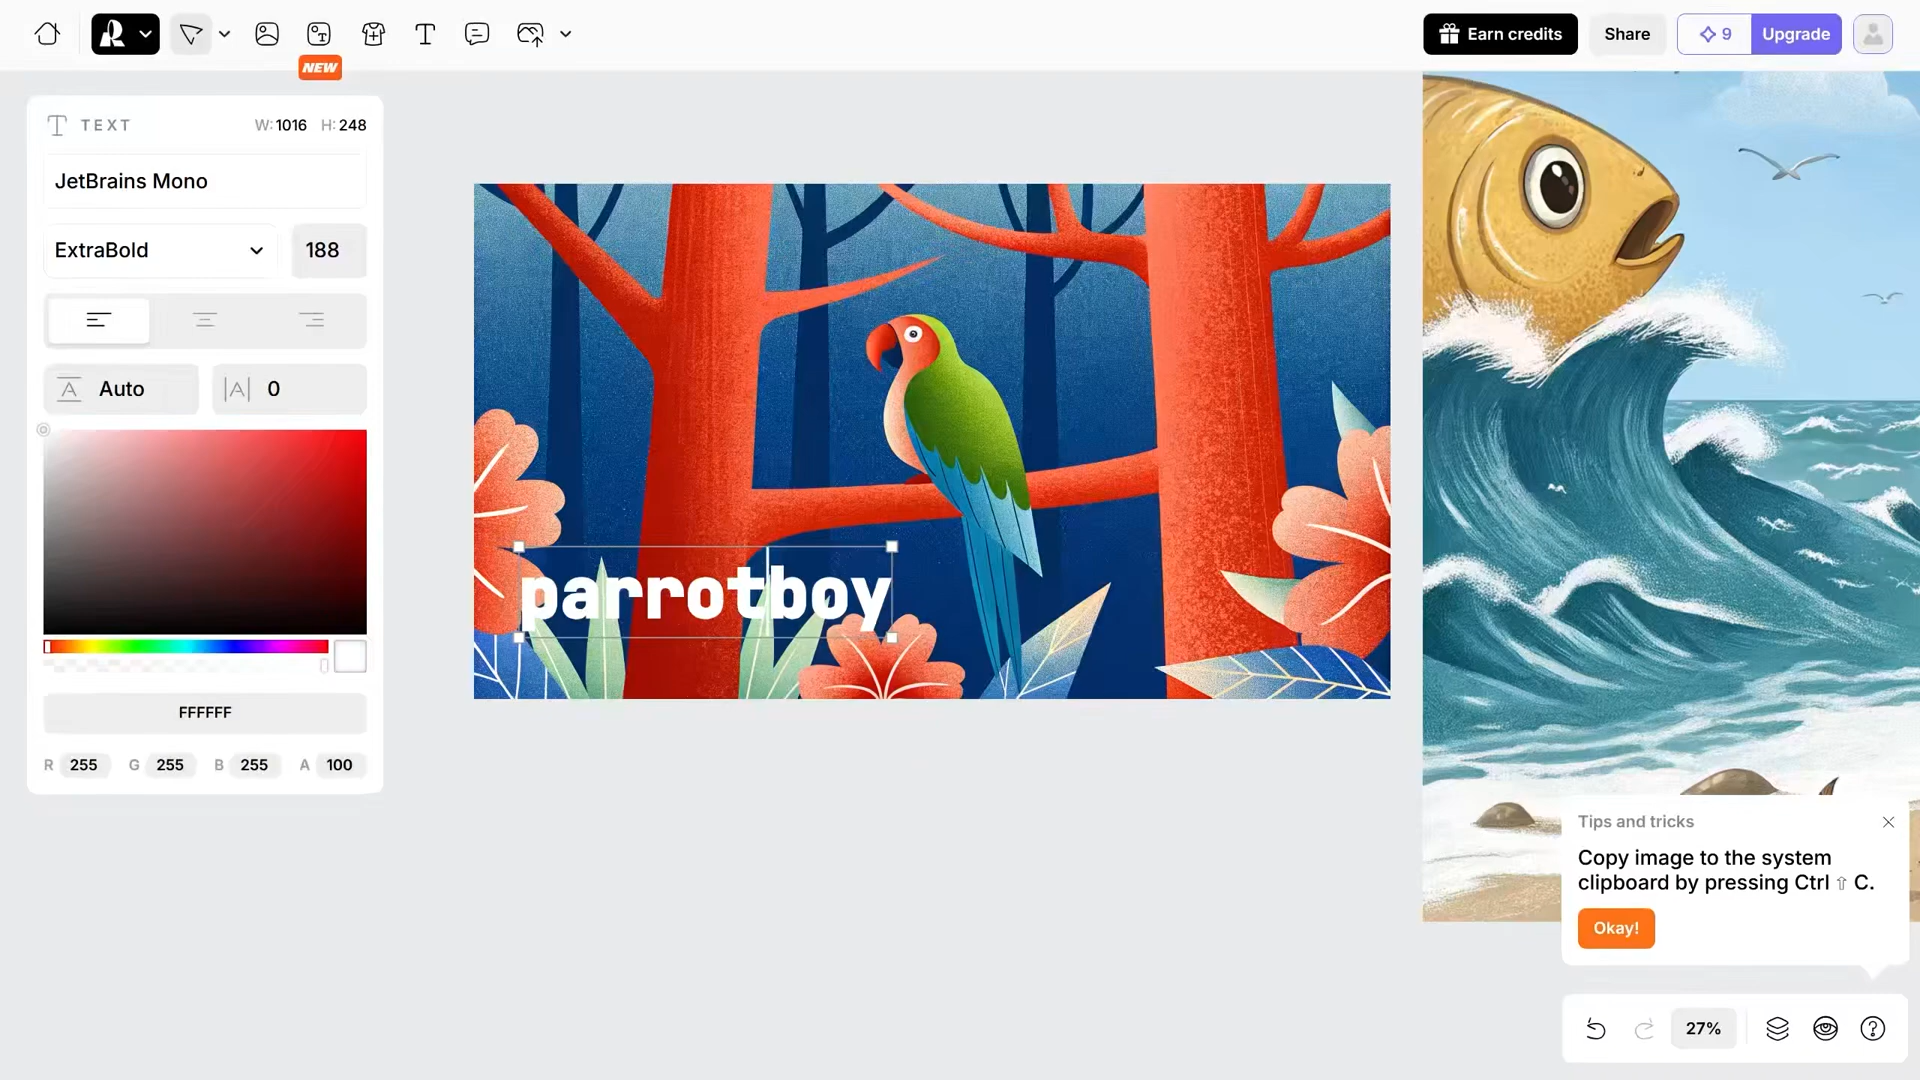 Earn credits
Share
9
Upgrade
NEW
TEXT
W: 1016 H: 248
JetBrains Mono
ExtraBold
188
Auto
0
FFFFFF
R 255 G 255 B 255 A 100
parrotboy
Tips and tricks
Copy image to the system
clipboard by pressing Ctrl ⇧ C.
Okay!
27%